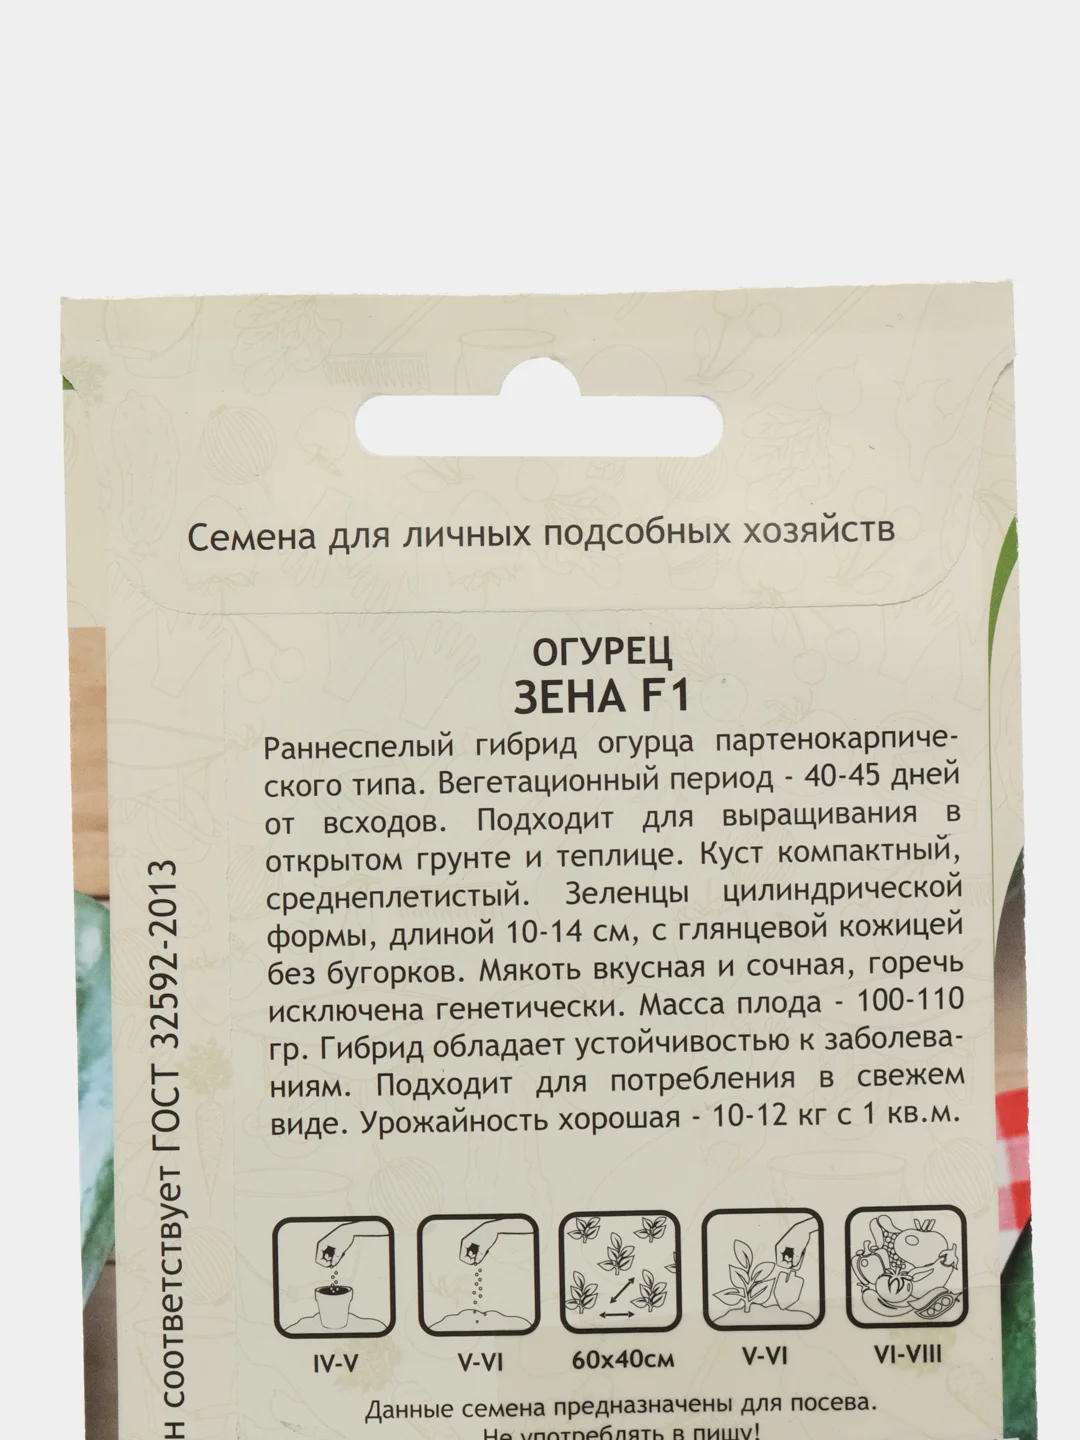 Семена для личных подсобных хозяйств
ОГУРЕЦ
ЗЕНА F1
Раннеспелый гибрид огурца партенокарпиче-
ского типа. Вегетационный период - 40-45 дней
от всходов. Подходит для выращивания в
открытом грунте и теплице. Куст компактный,
среднеплетистый. Зеленцы цилиндрической
формы, длиной 10-14 см, с глянцевой кожицей
без бугорков. Мякоть вкусная и сочная, горечь
исключена генетически. Масса плода - 100-110
гр. Гибрид обладает устойчивостью к заболева-
ниям. Подходит для потребления в свежем
виде. Урожайность хорошая - 10-12 кг с 1 кв.м.
IV-V
V-VI
60х40см
V-VI
VI-VIII
Данные семена предназначены для посева.
Не употреблять в пищу!
н соответствует ГОСТ 32592-2013